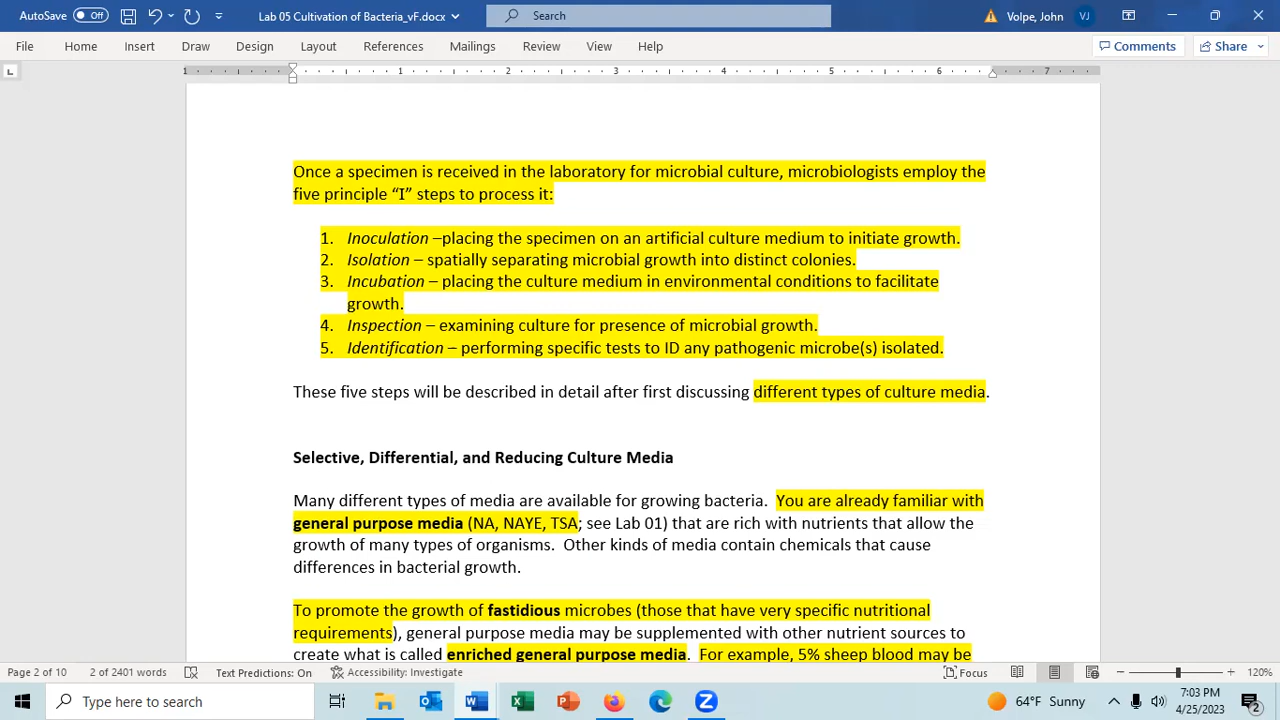 AutoSave Off
Lab 05 Cultivation of Bacteria_vF.docx
Search
Volpe, John
VJ
File Home Insert Draw Design Layout References Mailings Review View Help
Comments Share
1 1 2 3 4 5 6 7
Once a specimen is received in the laboratory for microbial culture, microbiologists employ the
five principle “I” steps to process it:
1. Inoculation –placing the specimen on an artificial culture medium to initiate growth.
2. Isolation – spatially separating microbial growth into distinct colonies.
3. Incubation – placing the culture medium in environmental conditions to facilitate
growth.
4. Inspection – examining culture for presence of microbial growth.
5. Identification – performing specific tests to ID any pathogenic microbe(s) isolated.
These five steps will be described in detail after first discussing different types of culture media.
Selective, Differential, and Reducing Culture Media
Many different types of media are available for growing bacteria. You are already familiar with
general purpose media (NA, NAYE, TSA; see Lab 01) that are rich with nutrients that allow the
growth of many types of organisms. Other kinds of media contain chemicals that cause
differences in bacterial growth.
To promote the growth of fastidious microbes (those that have very specific nutritional
requirements), general purpose media may be supplemented with other nutrient sources to
create what is called enriched general purpose media. For example, 5% sheep blood may be
Page 2 of 10 2 of 2401 words Text Predictions: On Accessibility: Investigate Focus 120%
Type here to search
64°F Sunny
7:03 PM
4/25/2023
2